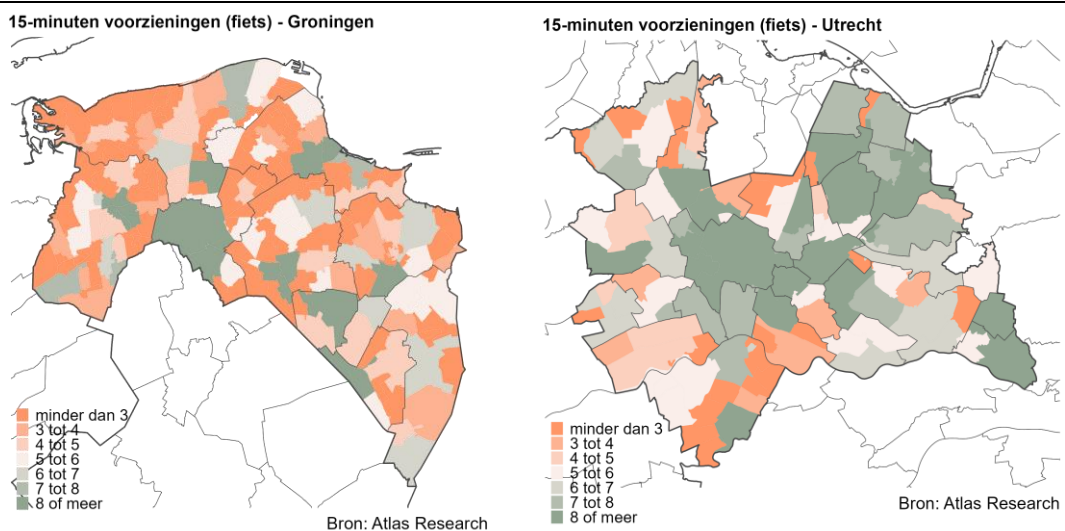 15-minuten voorzieningen (fiets) - Groningen
minder dan 3
3 tot 4
4 tot 5
5 tot 6
6 tot 7
7 tot 8
8 of meer
Bron: Atlas Research
15-minuten voorzieningen (fiets) - Utrecht
minder dan 3
3 tot 4
4 tot 5
5 tot 6
6 tot 7
7 tot 8
8 of meer
Bron: Atlas Research